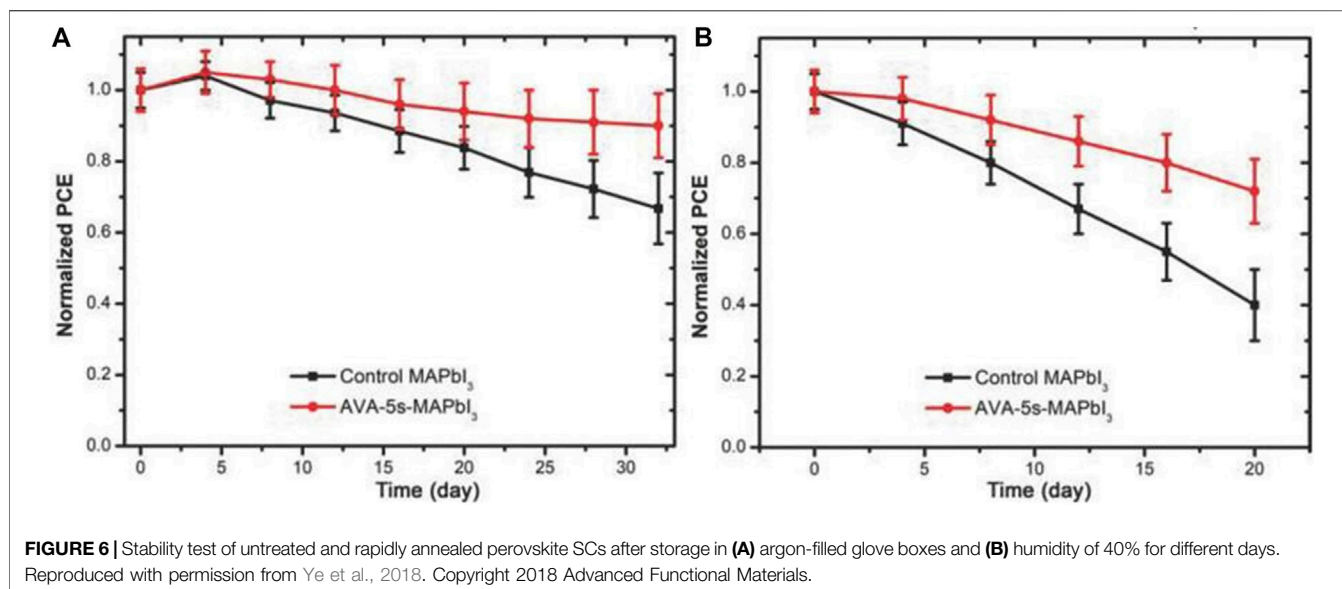 A
Normalized PCE
1.0
0.8
0.6
0.4
0.2
0.0
Control MAPbI₃
AVA-5s-MAPbI₃
0 5 10 15 20 25 30
Time (day)
B
Normalized PCE
1.0
0.8
0.6
0.4
0.2
0.0
Control MAPbI₃
AVA-5s-MAPbI₃
0 5 10 15 20
Time (day)
FIGURE 6 | Stability test of untreated and rapidly annealed perovskite SCs after storage in (A) argon-filled glove boxes and (B) humidity of 40% for different days.
Reproduced with permission from Ye et al., 2018. Copyright 2018 Advanced Functional Materials.